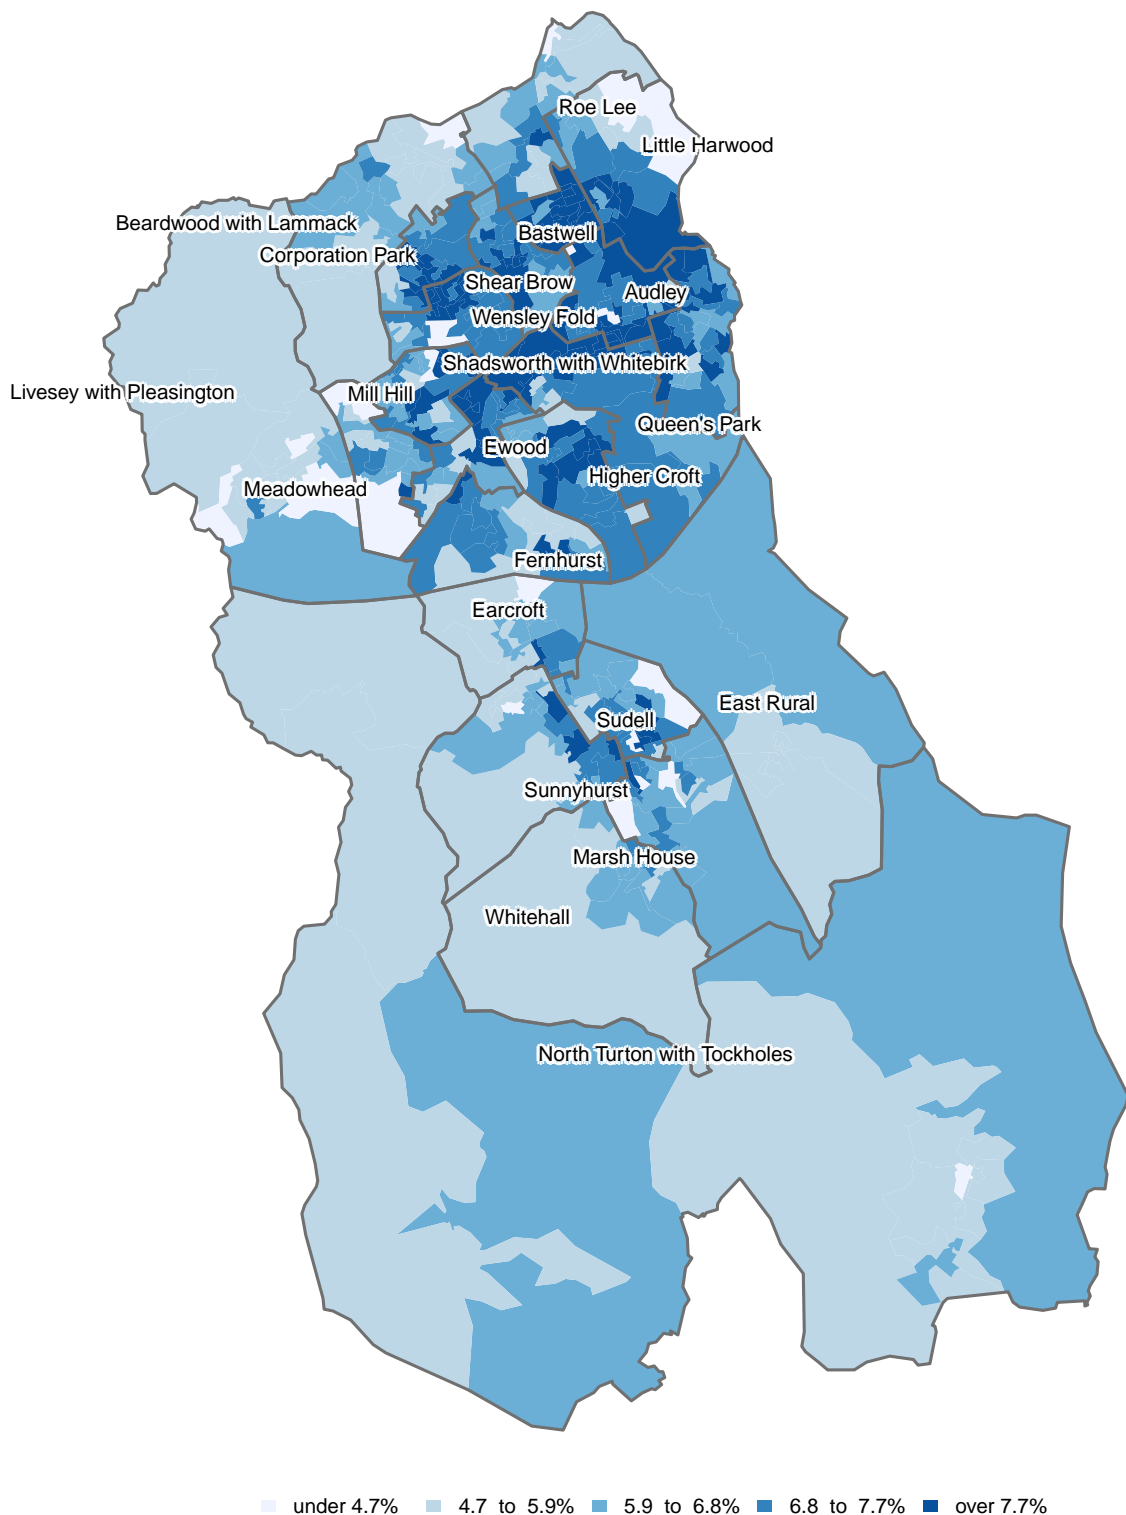 Roe Lee
Little Harwood
Beardwood with Lammack
Bastwell
Corporation Park
Shear Brow
Audley
Wensley Fold
Shadsworth with Whitebirk
Livesey with Pleasington
Mill Hill
Queen's Park
Ewood
Higher Croft
Meadowhead
Fernhurst
Earcroft
East Rural
Sudell
Sunnyhurst
Marsh House
Whitehall
North Turton with Tockholes
under 4.7% 4.7 to 5.9% 5.9 to 6.8% 6.8 to 7.7% over 7.7%